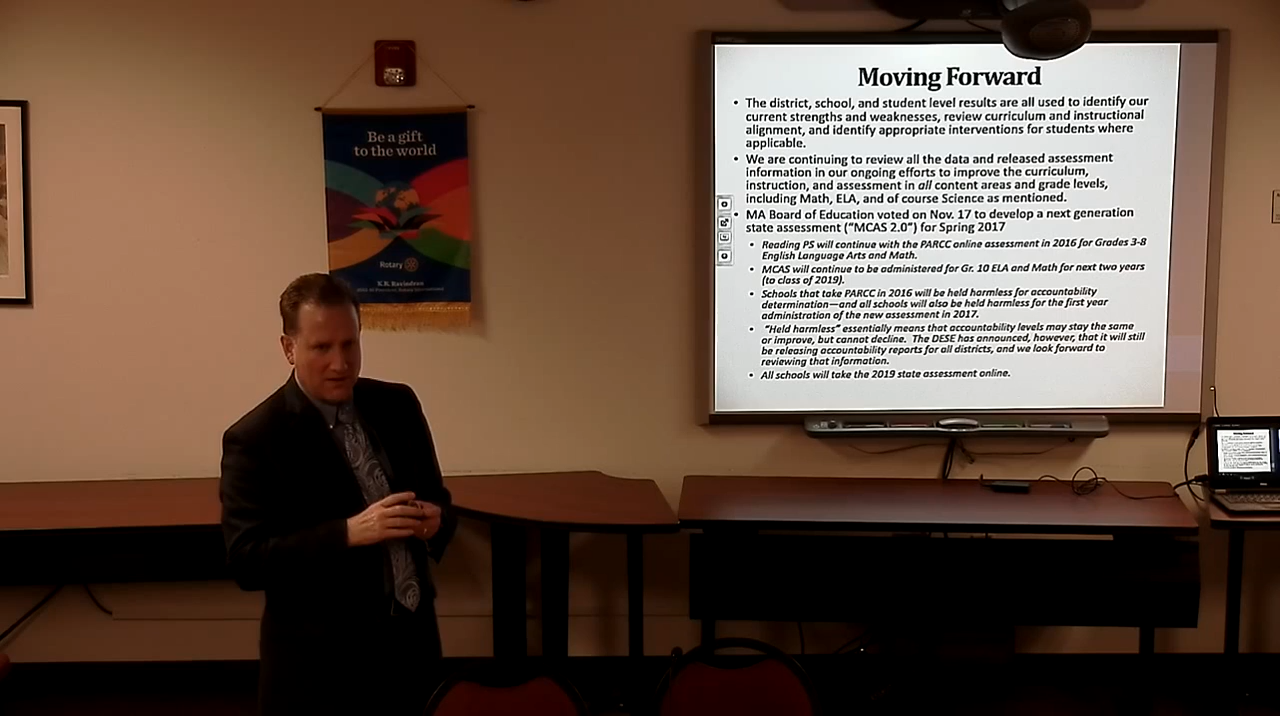 Be a gift
to the world
Rotary
K.R. Ravindran
Moving Forward
• The district, school, and student level results are all used to identify our
current strengths and weaknesses, review curriculum and instructional
alignment, and identify appropriate interventions for students where
applicable.
• We are continuing to review all the data and released assessment
information in our ongoing efforts to improve the curriculum,
instruction, and assessment in all content areas and grade levels,
including Math, ELA, and of course Science as mentioned.
• MA Board of Education voted on Nov. 17 to develop a next generation
state assessment ("MCAS 2.0") for Spring 2017
• Reading PS will continue with the PARCC online assessment in 2016 for Grades 3-8
English Language Arts and Math.
• MCAS will continue to be administered for Gr. 10 ELA and Math for next two years
(to class of 2019).
• Schools that take PARCC in 2016 will be held harmless for accountability
determination—and all schools will also be held harmless for the first year
administration of the new assessment in 2017.
• "Held harmless" essentially means that accountability levels may stay the same
or improve, but cannot decline. The DESE has announced, however, that it will still
be releasing accountability reports for all districts, and we look forward to
reviewing that information.
• All schools will take the 2019 state assessment online.